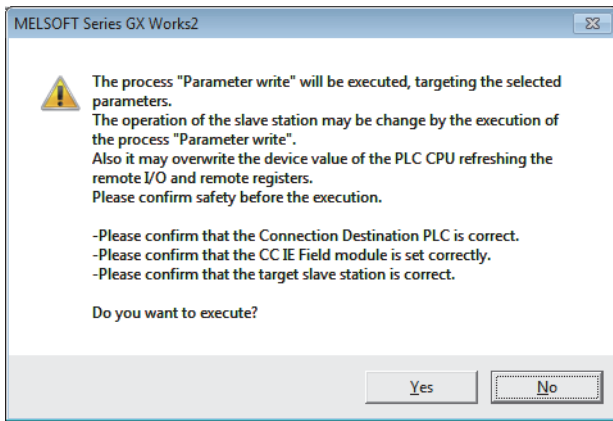 MELSOFT Series GX Works2
The process "Parameter write" will be executed, targeting the selected
parameters.
The operation of the slave station may be change by the execution of
the process "Parameter write".
Also it may overwrite the device value of the PLC CPU refreshing the
remote I/O and remote registers.
Please confirm safety before the execution.
-Please confirm that the Connection Destination PLC is correct.
-Please confirm that the CC IE Field module is set correctly.
-Please confirm that the target slave station is correct.
Do you want to execute?
Yes
No